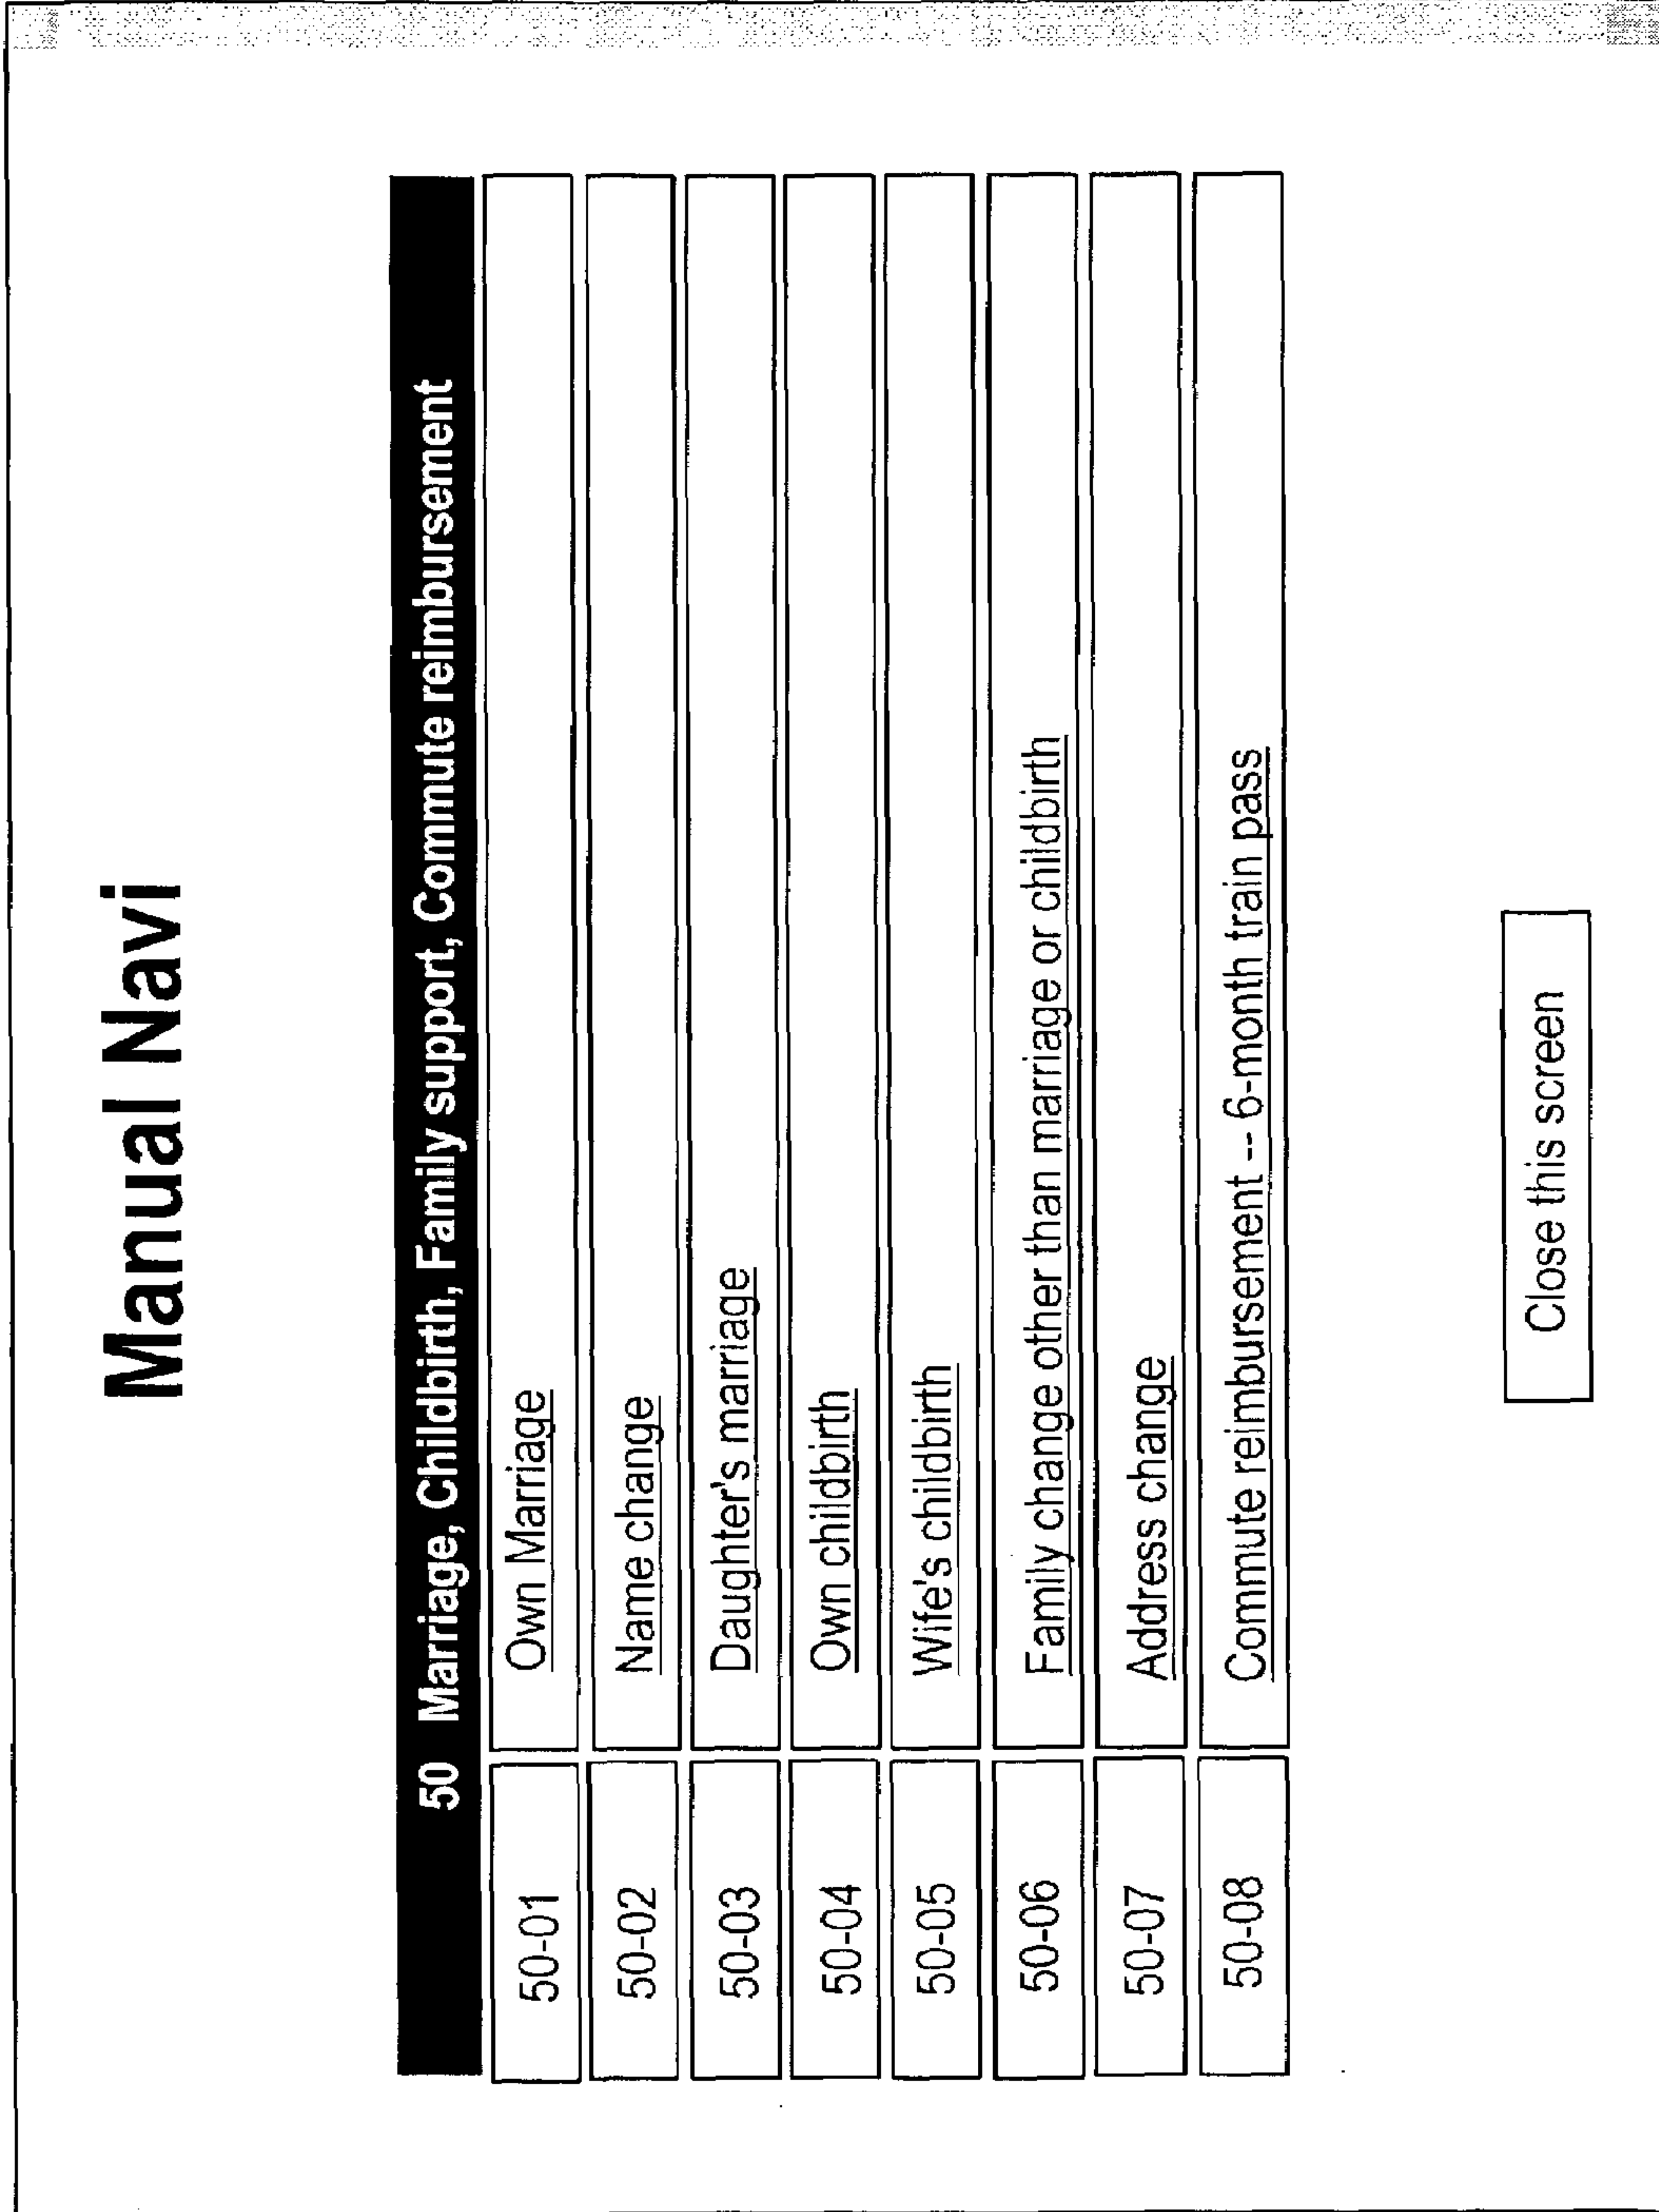 Manual Navi
50 Marriage, Childbirth, Family support, Commute reimbursement
50-01 Own Marriage
50-02 Name change
50-03 Daughter's marriage
50-04 Own childbirth
50-05 Wife's childbirth
50-06 Family change other than marriage or childbirth
50-07 Address change
50-08 Commute reimbursement -- 6-month train pass
Close this screen